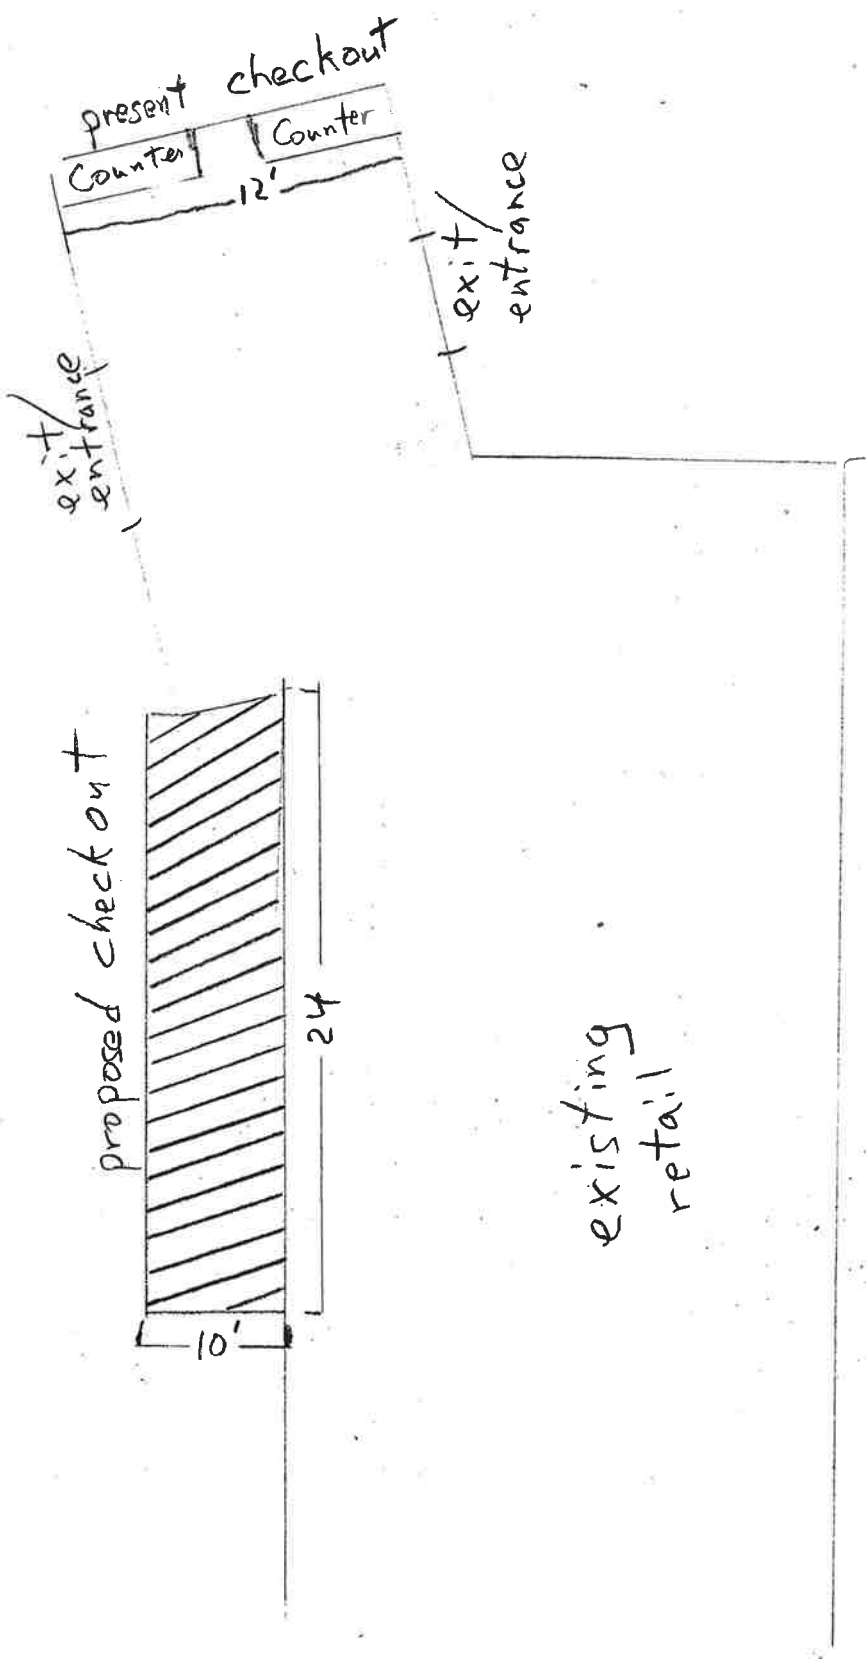 present checkout
Counter
Counter
12'
exit/
entrance
exit/
entrance
proposed checkout
24
10'
existing
retail